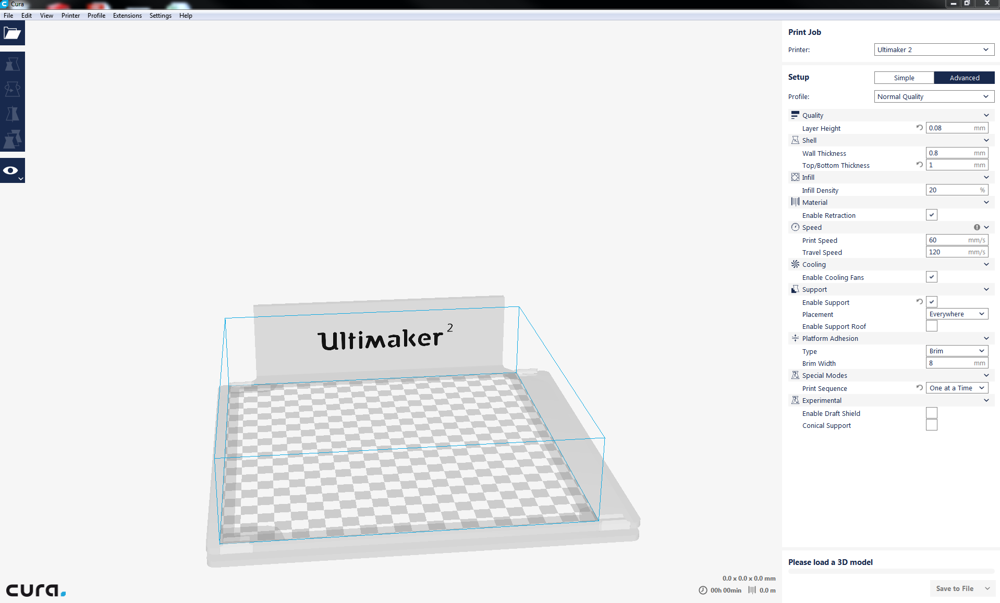 Cura
File Edit View Printer Profile Extensions Settings Help
Print Job
Printer: Ultimaker 2
Setup Simple Advanced
Profile: Normal Quality
Quality
Layer Height 0.08 mm
Shell
Wall Thickness 0.8 mm
Top/Bottom Thickness 1 mm
Infill
Infill Density 20 %
Material
Enable Retraction
Speed
Print Speed 60 mm/s
Travel Speed 120 mm/s
Cooling
Enable Cooling Fans
Support
Enable Support
Placement Everywhere
Enable Support Roof
Platform Adhesion
Type Brim
Brim Width 8 mm
Special Modes
Print Sequence One at a Time
Experimental
Enable Draft Shield
Conical Support
Ultimaker 2
Please load a 3D model
0.0 x 0.0 x 0.0 mm
00h 00min 0.0 m
Save to File
cura.